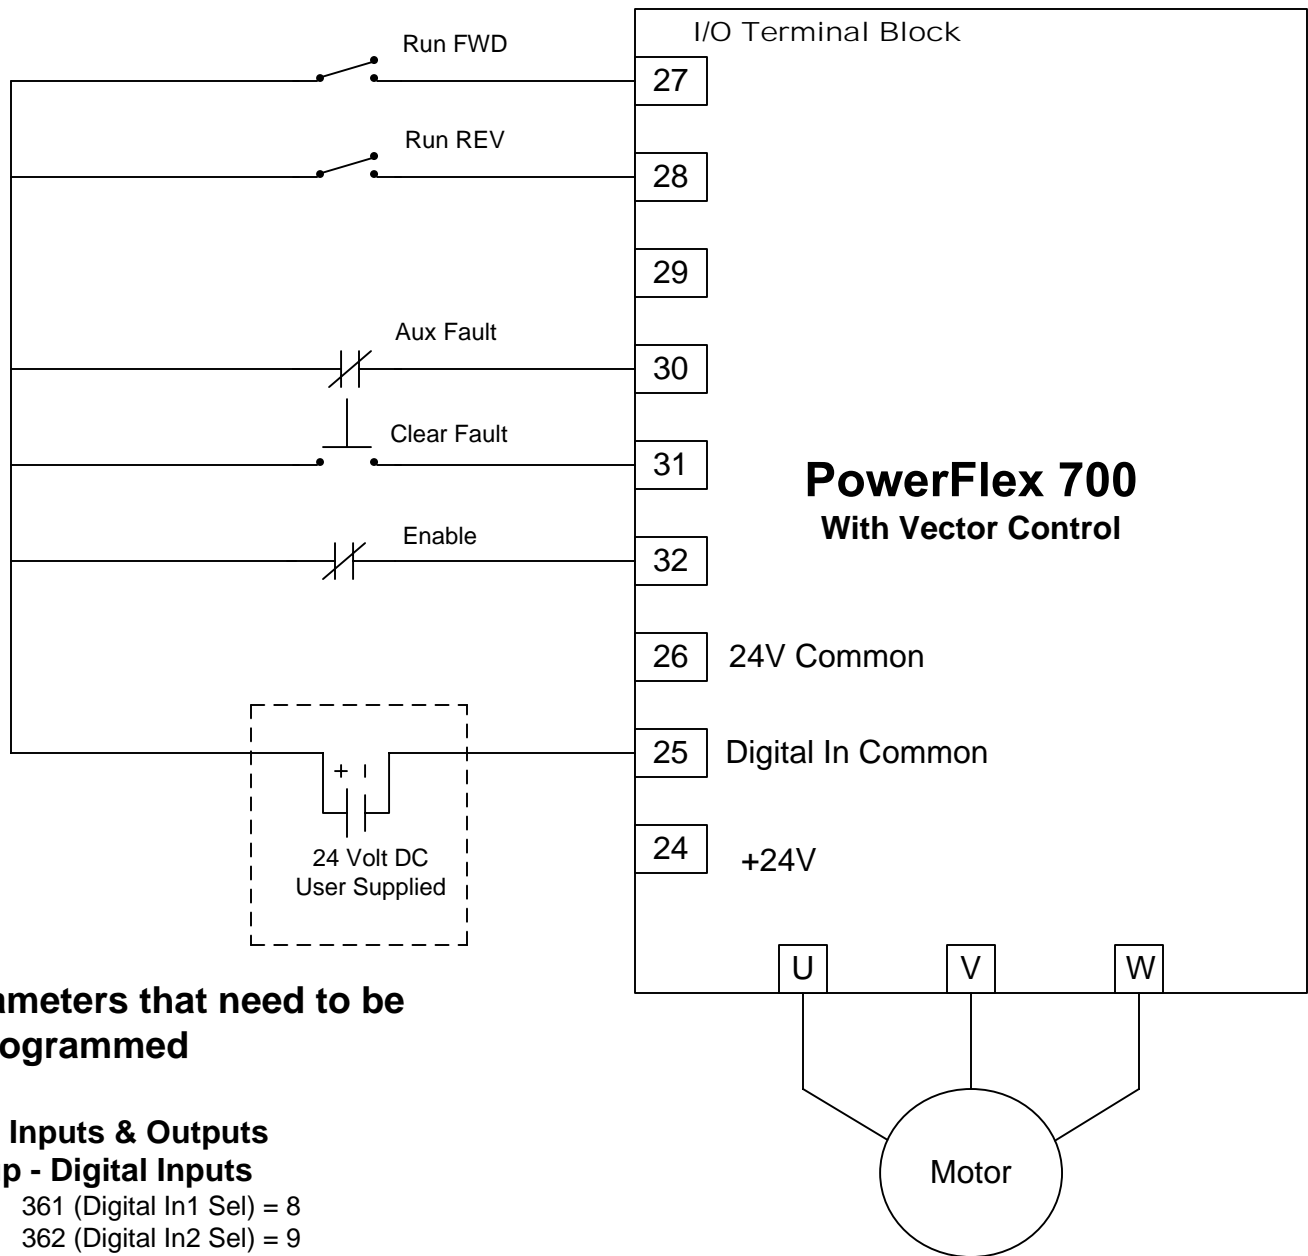 I/O Terminal Block
Run FWD
27
Run REV
28
29
Aux Fault
30
Clear Fault
31
PowerFlex 700
With Vector Control
Enable
32
26 24V Common
25 Digital In Common
+ -
24 +24V
24 Volt DC
User Supplied
U V W
ameters that need to be
ogrammed
Inputs & Outputs
p - Digital Inputs
361 (Digital In1 Sel) = 8
362 (Digital In2 Sel) = 9
Motor